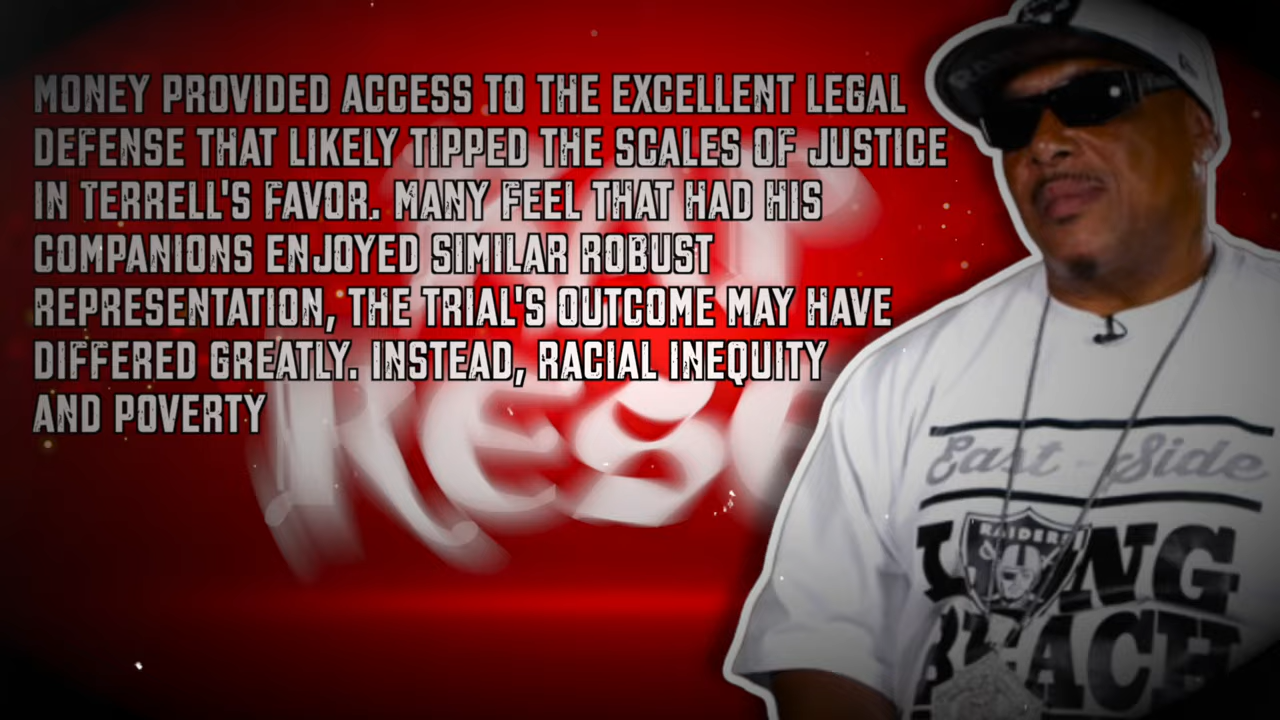 MONEY PROVIDED ACCESS TO THE EXCELLENT LEGAL
DEFENSE THAT LIKELY TIPPED THE SCALES OF JUSTICE
IN TERRELL'S FAVOR. MANY FEEL THAT HAD HIS
COMPANIONS ENJOYED SIMILAR ROBUST
REPRESENTATION, THE TRIAL'S OUTCOME MAY HAVE
DIFFERED GREATLY. INSTEAD, RACIAL INEQUITY
AND POVERTY
East Side
RAIDERS